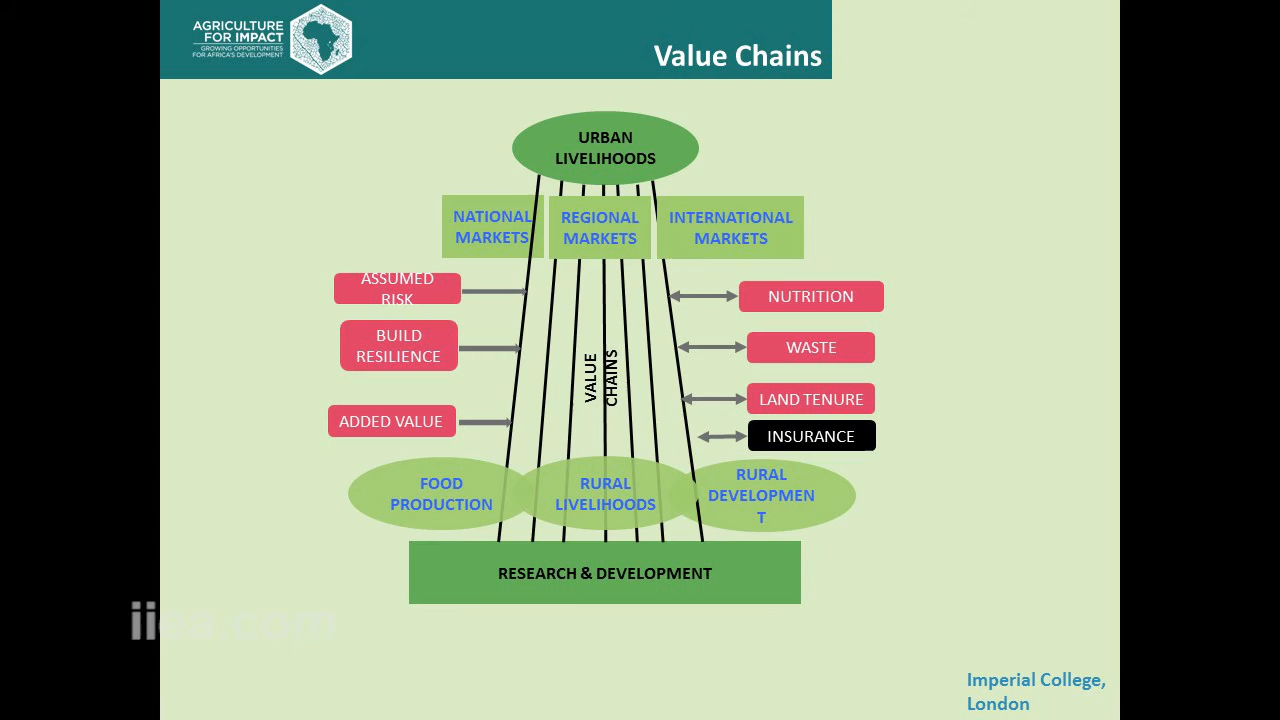 AGRICULTURE
FOR IMPACT
GROWING OPPORTUNITIES
FOR AFRICA'S DEVELOPMENT
Value Chains
URBAN
LIVELIHOODS
NATIONAL
MARKETS
REGIONAL
MARKETS
INTERNATIONAL
MARKETS
ASSUMED
RISK
NUTRITION
BUILD
RESILIENCE
WASTE
VALUE
CHAINS
LAND TENURE
ADDED VALUE
INSURANCE
FOOD
PRODUCTION
RURAL
LIVELIHOODS
RURAL
DEVELOPMEN
T
RESEARCH & DEVELOPMENT
iiea.com
Imperial College,
London